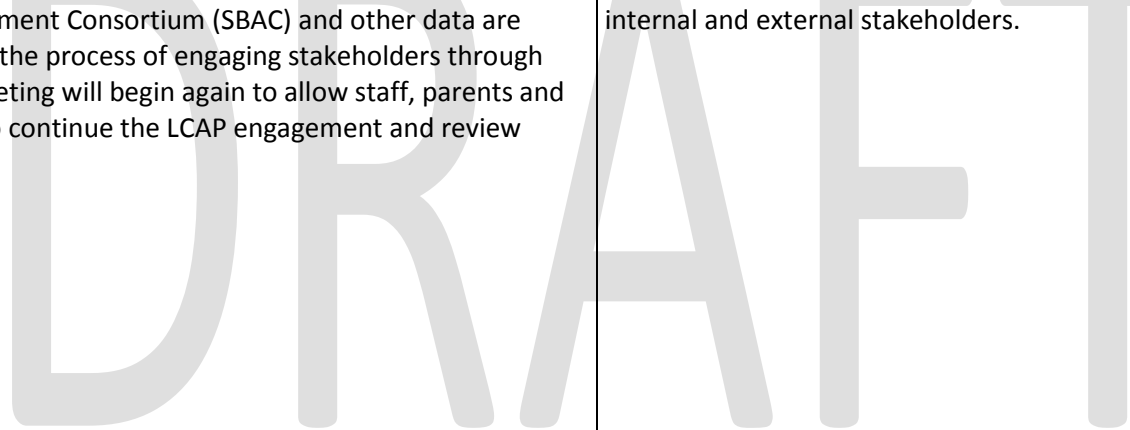 ment Consortium (SBAC) and other data are
the process of engaging stakeholders through
eting will begin again to allow staff, parents and
continue the LCAP engagement and review
internal and external stakeholders.
DRAFT